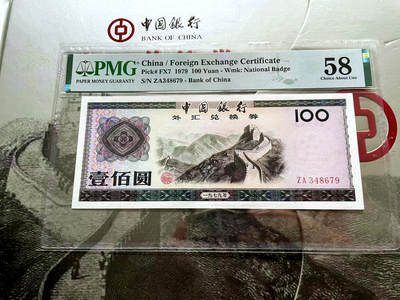 中国银行
BANK OF CHINA
PMG
PAPER MONEY GUARANTY
China / Foreign Exchange Certificate
Pick# FX7 1979 100 Yuan - Wmk: National Badge
S/N ZA348679 - Bank of China
58
Choice About Unc
中国银行
外汇兑换券
100
壹佰圆
ZA348679
一九七九年